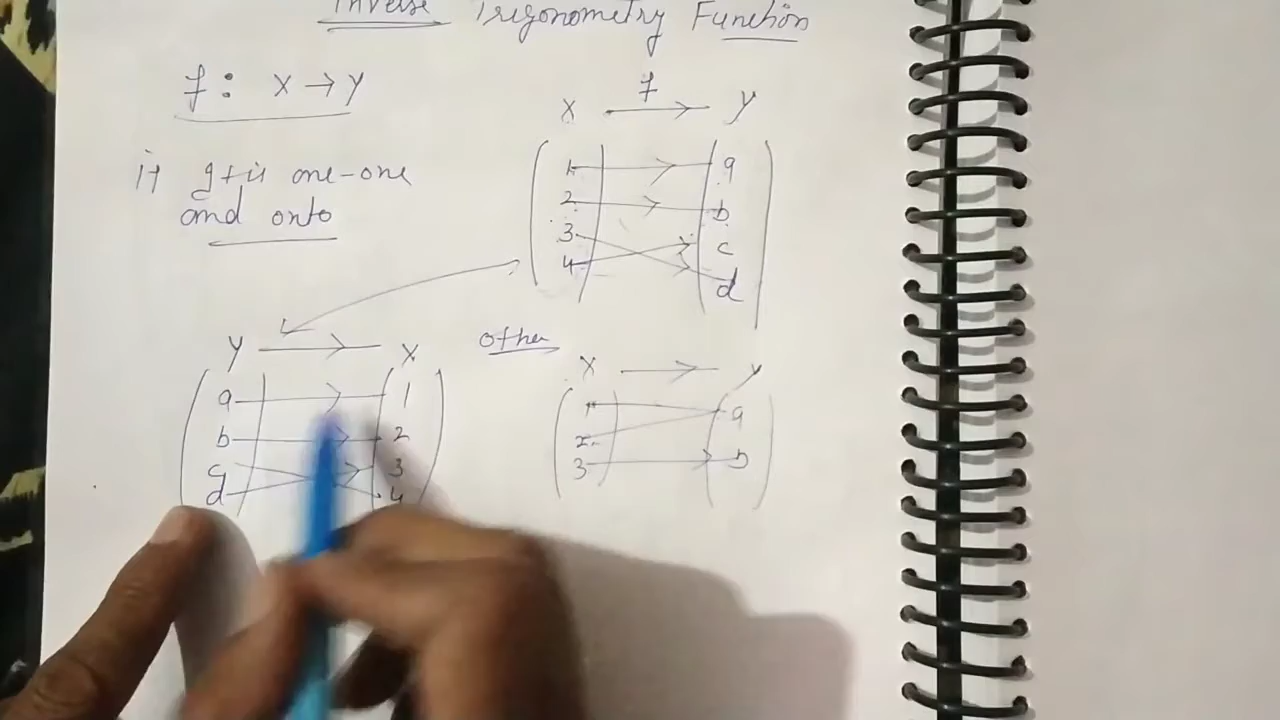 Inverse Trigonometry Function
f : X → Y
X f Y
if it is one-one
and onto
1 a
2 b
3 c
4 d
Y → X
a 1
b 2
c 3
d 4
other
X → Y
1 a
2
3 b